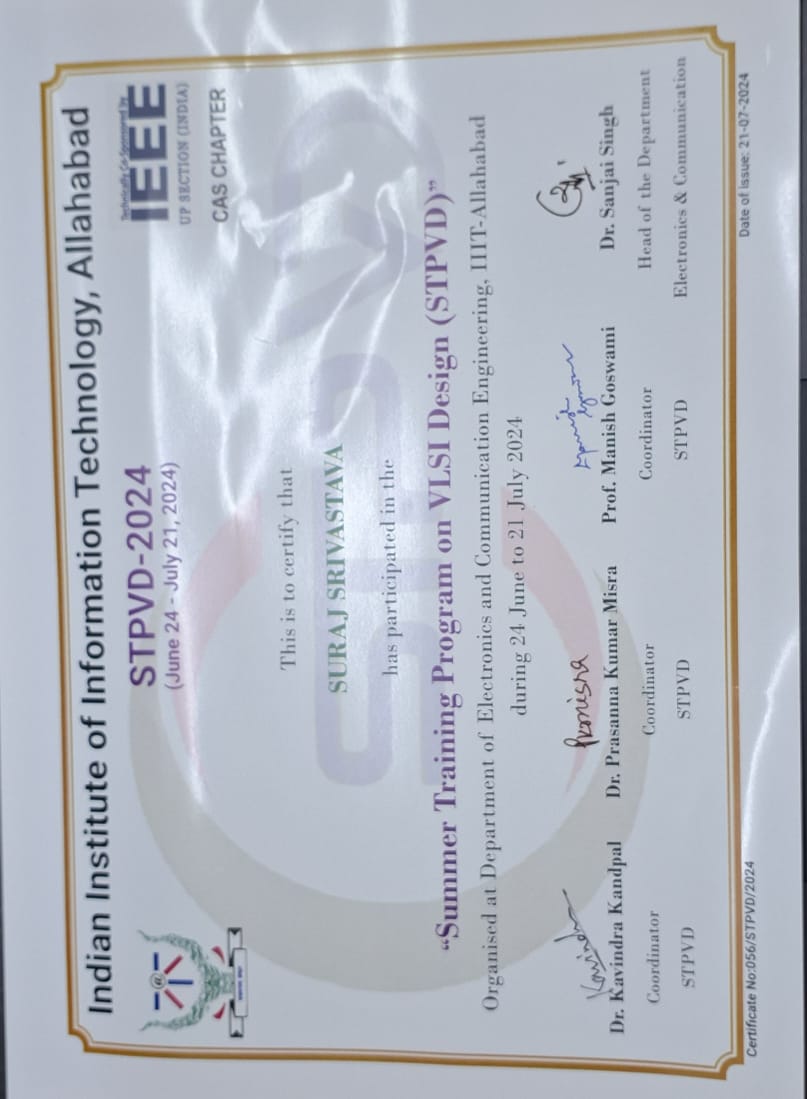 Indian Institute of Information Technology, Allahabad
STPVD-2024
(June 24 - July 21, 2024)
Technically Co-Sponsored by
IEEE
UP SECTION (INDIA)
CAS CHAPTER
This is to certify that
SURAJ SRIVASTAVA
has participated in the
“Summer Training Program on VLSI Design (STPVD)”
Organised at Department of Electronics and Communication Engineering, IIIT-Allahabad
during 24 June to 21 July 2024
Kavindra
Pkmisra
Manish Goswami
Dr. Kavindra Kandpal
Dr. Prasanna Kumar Misra
Prof. Manish Goswami
Dr. Sanjai Singh
Coordinator
Coordinator
Coordinator
Head of the Department
STPVD
STPVD
STPVD
Electronics & Communication
Certificate No:056/STPVD/2024
Date of issue: 21-07-2024
STPVD